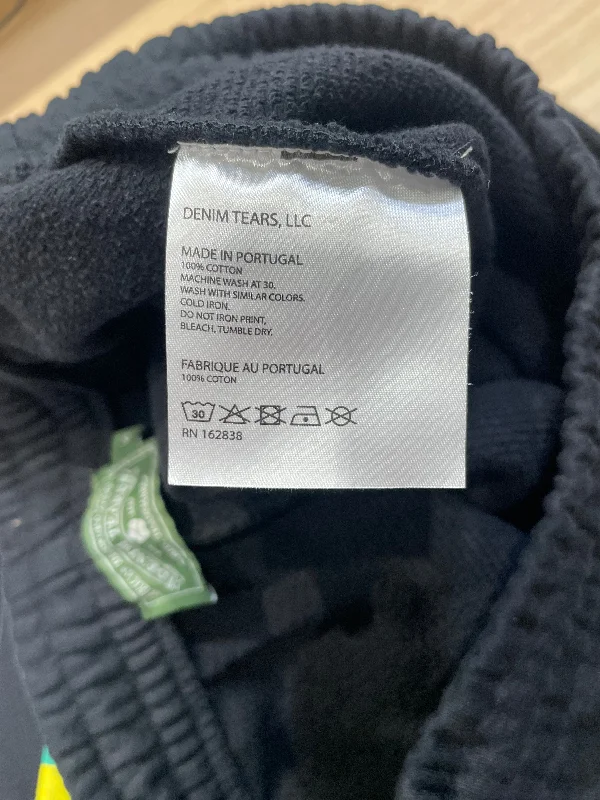 DENIM TEARS, LLC
MADE IN PORTUGAL
100% COTTON
MACHINE WASH AT 30.
WASH WITH SIMILAR COLORS.
COLD IRON.
DO NOT IRON PRINT,
BLEACH, TUMBLE DRY.
FABRIQUE AU PORTUGAL
100% COTON
30
RN 162838